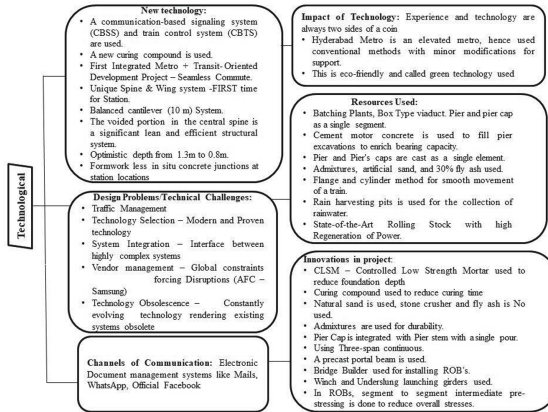 Technological
New technology:
• A communication-based signaling system
(CBSS) and train control system (CBTS)
are used.
• A new curing compound is used.
• First Integrated Metro + Transit-Oriented
Development Project – Seamless Commute.
• Unique Spine & Wing system -FIRST time
for Station.
• Balanced cantilever (10 m) System.
• The voided portion in the central spine is
a significant lean and efficient structural
system.
• Optimistic depth from 1.3m to 0.8m.
• Formwork less in situ concrete junctions at
station locations
Design Problems/Technical Challenges:
• Traffic Management
• Technology Selection – Modern and Proven
technology
• System Integration – Interface between
highly complex systems
• Vendor management – Global constraints
forcing Disruptions (AFC –
Samsung)
• Technology Obsolescence – Constantly
evolving technology rendering existing
systems obsolete
Channels of Communication: Electronic
Document management systems like Mails,
WhatsApp, Official Facebook
Impact of Technology: Experience and technology are
always two sides of a coin
• Hyderabad Metro is an elevated metro, hence used
conventional methods with minor modifications for
support.
• This is eco-friendly and called green technology used
Resources Used:
• Batching Plants, Box Type viaduct. Pier and pier cap
as a single segment.
• Cement motor concrete is used to fill pier
excavations to enrich bearing capacity.
• Pier and Pier's caps are cast as a single element.
• Admixtures, artificial sand, and 30% fly ash used.
• Flange and cylinder method for smooth movement
of a train.
• Rain harvesting pits is used for the collection of
rainwater.
• State-of-the-Art Rolling Stock with high
Regeneration of Power.
Innovations in project:
• CLSM – Controlled Low Strength Mortar used to
reduce foundation depth
• Curing compound used to reduce curing time
• Natural sand is used, stone crusher and fly ash is No
used.
• Admixtures are used for durability.
• Pier Cap is integrated with Pier stem with a single pour.
• Using Three-span continuous.
• A precast portal beam is used.
• Bridge Builder used for installing ROB's.
• Winch and Underslung launching girders used.
• In ROBs, segment to segment intermediate pre-
stressing is done to reduce overall stresses.